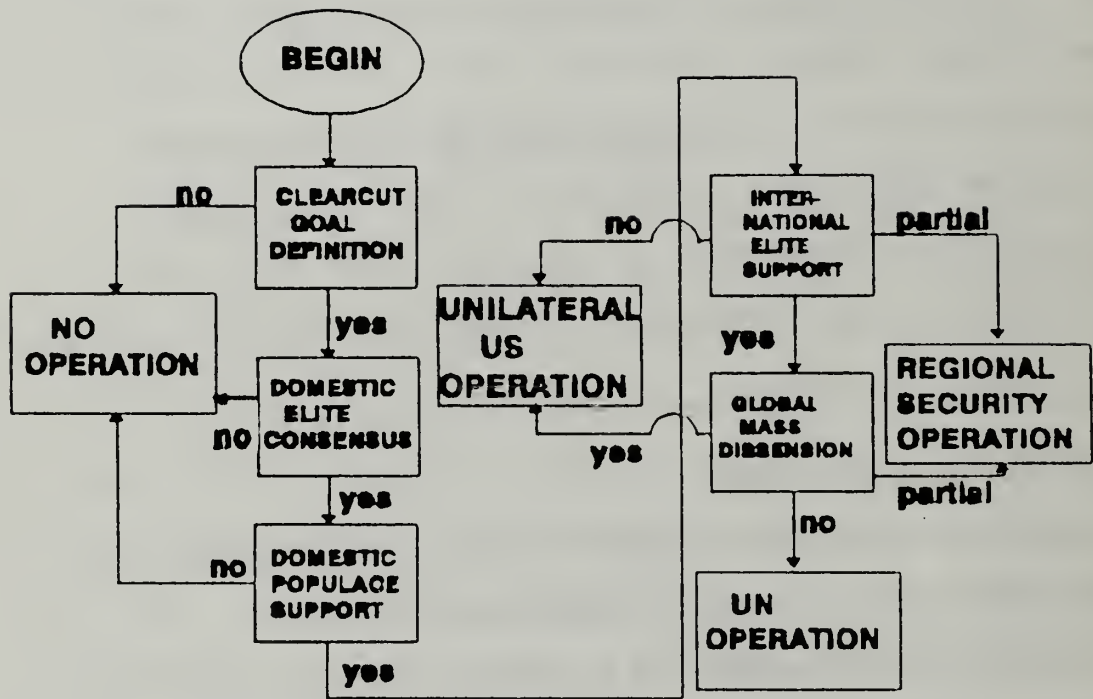 BEGIN
no
CLEARCUT
GOAL
DEFINITION
yes
NO
OPERATION
DOMESTIC
ELITE
CONSENSUS
no
yes
DOMESTIC
POPULACE
SUPPORT
no
yes
INTER-
NATIONAL
ELITE
SUPPORT
no
partial
UNILATERAL
US
OPERATION
yes
GLOBAL
MASS
DISSENSION
yes
partial
REGIONAL
SECURITY
OPERATION
no
UN
OPERATION